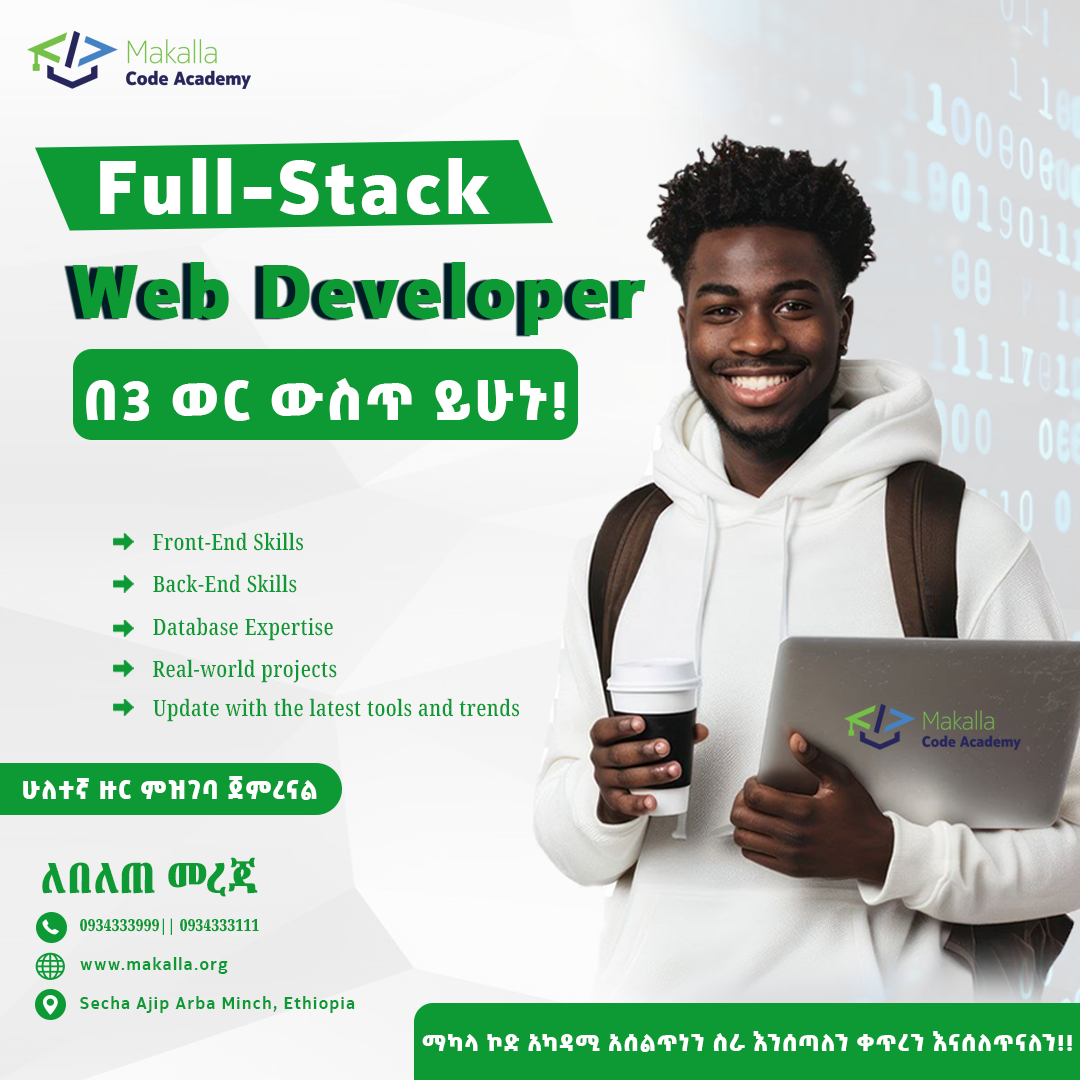 Makalla
Code Academy
Full-Stack
Web Developer
በ3 ወር ውስጥ ይሁኑ!
Front-End Skills
Back-End Skills
Database Expertise
Real-world projects
Update with the latest tools and trends
Makalla
Code Academy
ሁለተኛ ዙር ምዝገባ ጀምረናል
ለበለጠ መረጃ
0934333999|| 0934333111
www.makalla.org
Secha Ajip Arba Minch, Ethiopia
ማካላ ኮድ አካዳሚ አሰልጥነን ስራ እንሰጣለን ቀጥረን እናሰለጥናለን!!